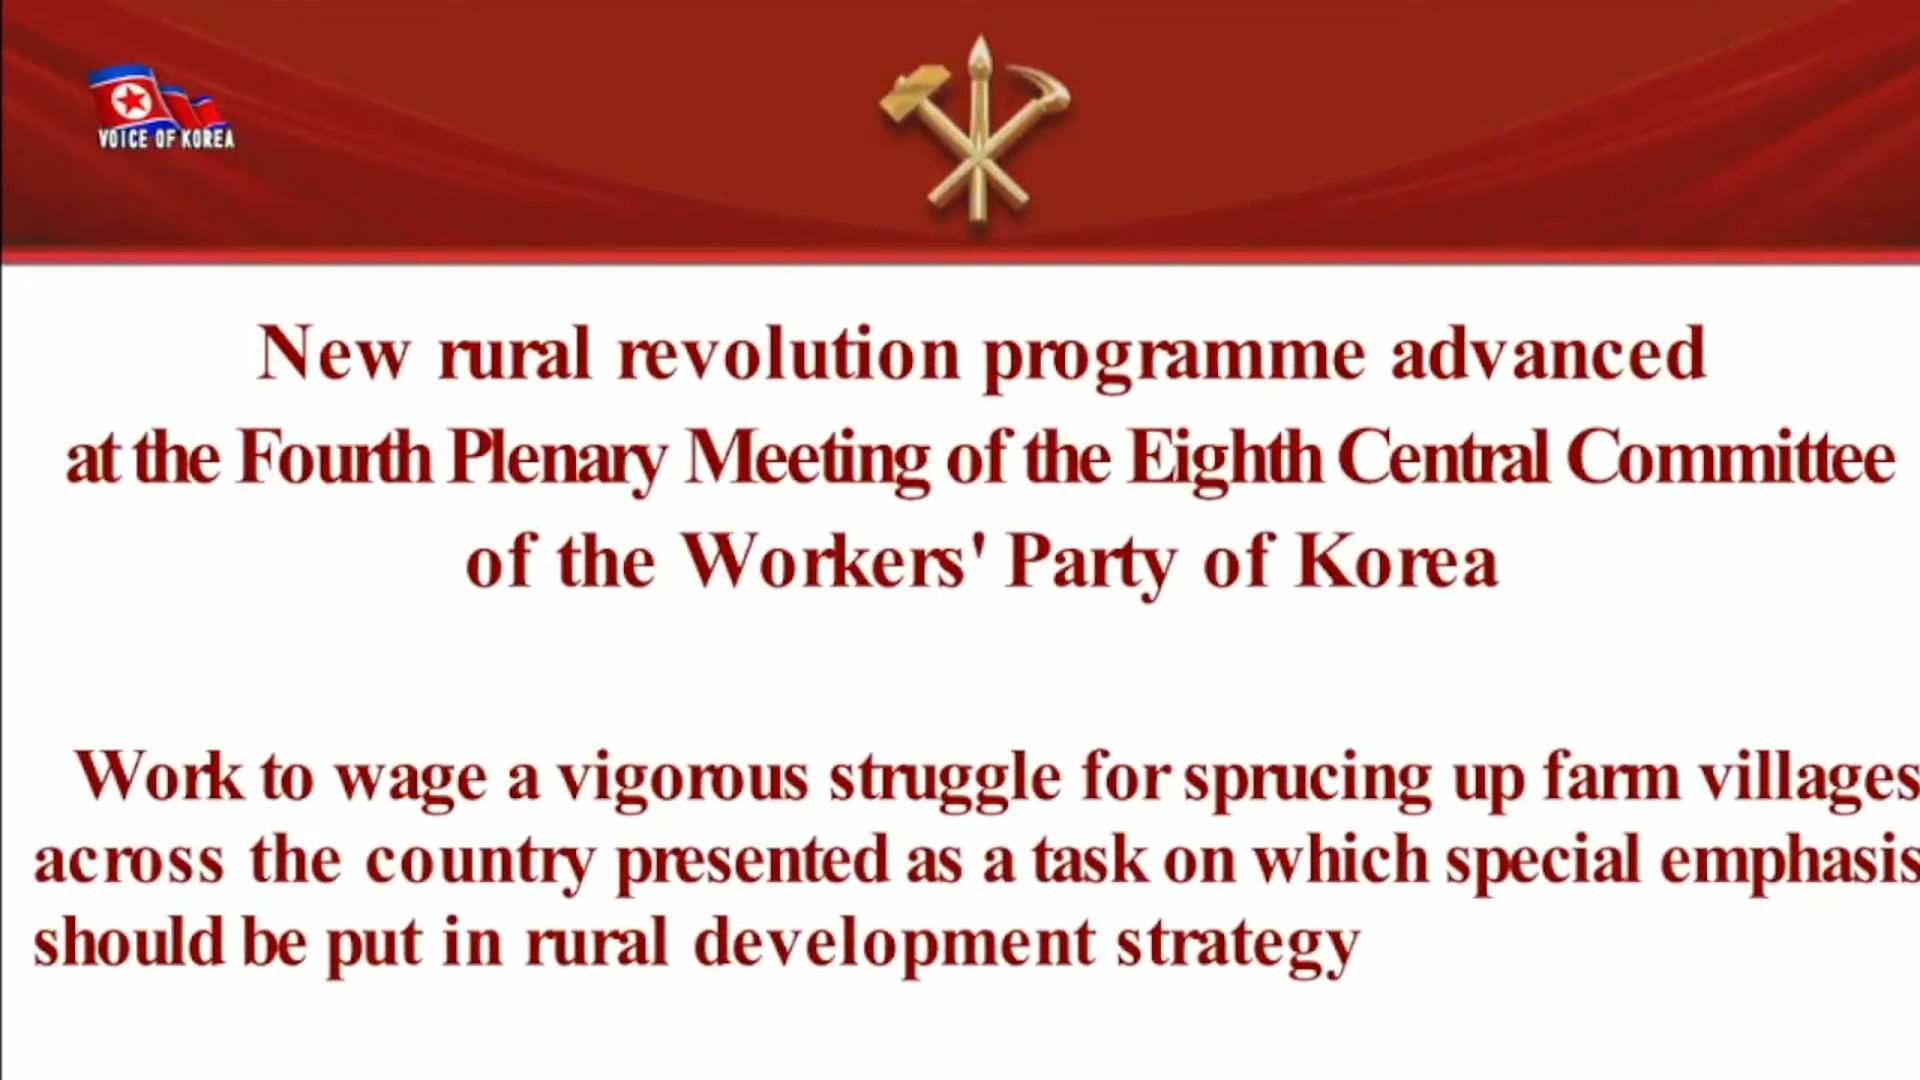 VOICE OF KOREA
New rural revolution programme advanced
at the Fourth Plenary Meeting of the Eighth Central Committee
of the Workers' Party of Korea
Work to wage a vigorous struggle for sprucing up farm villages
across the country presented as a task on which special emphasis
should be put in rural development strategy